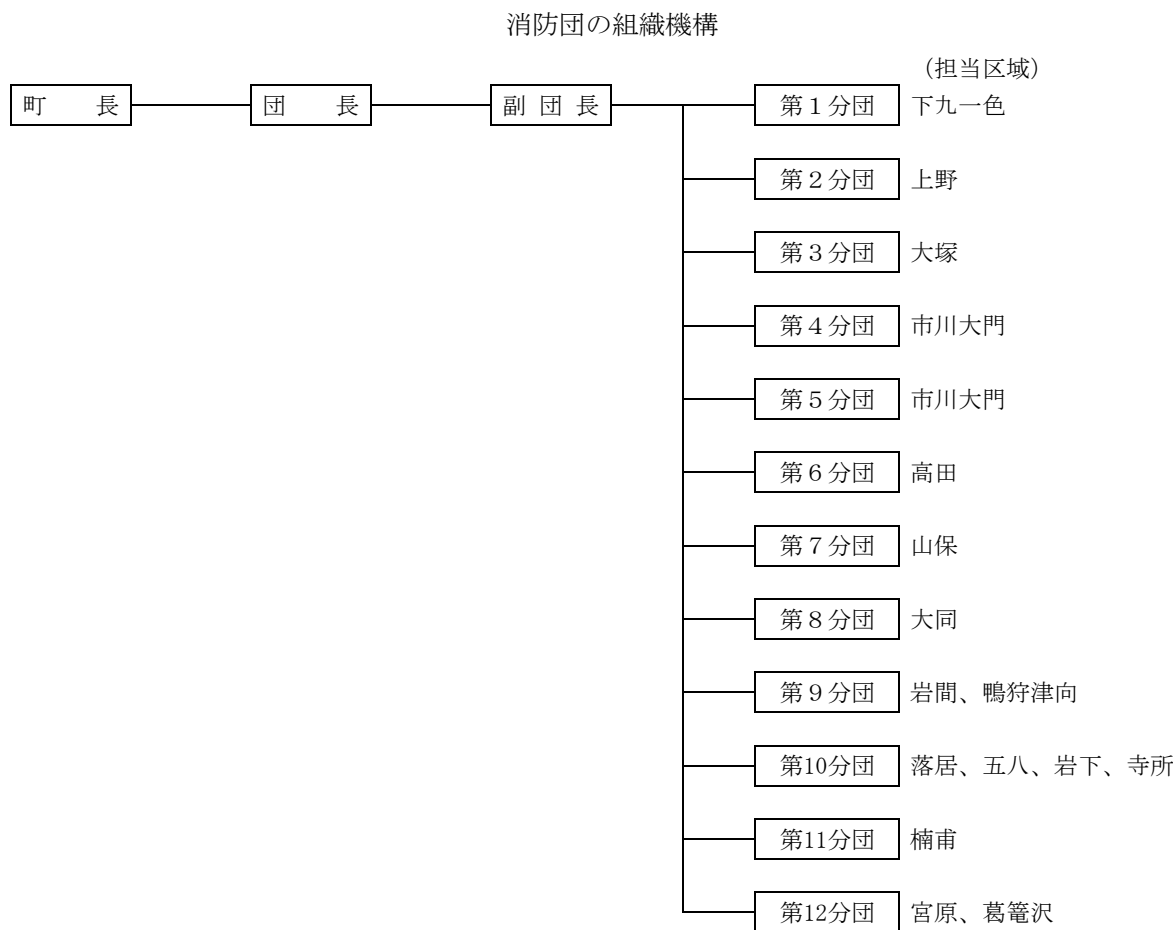 消防団の組織機構
（担当区域）
町　　長　団　　長　副 団 長　第１分団　下九一色
第２分団　上野
第３分団　大塚
第４分団　市川大門
第５分団　市川大門
第６分団　高田
第７分団　山保
第８分団　大同
第９分団　岩間、鴨狩津向
第10分団　落居、五八、岩下、寺所
第11分団　楠甫
第12分団　宮原、葛篭沢